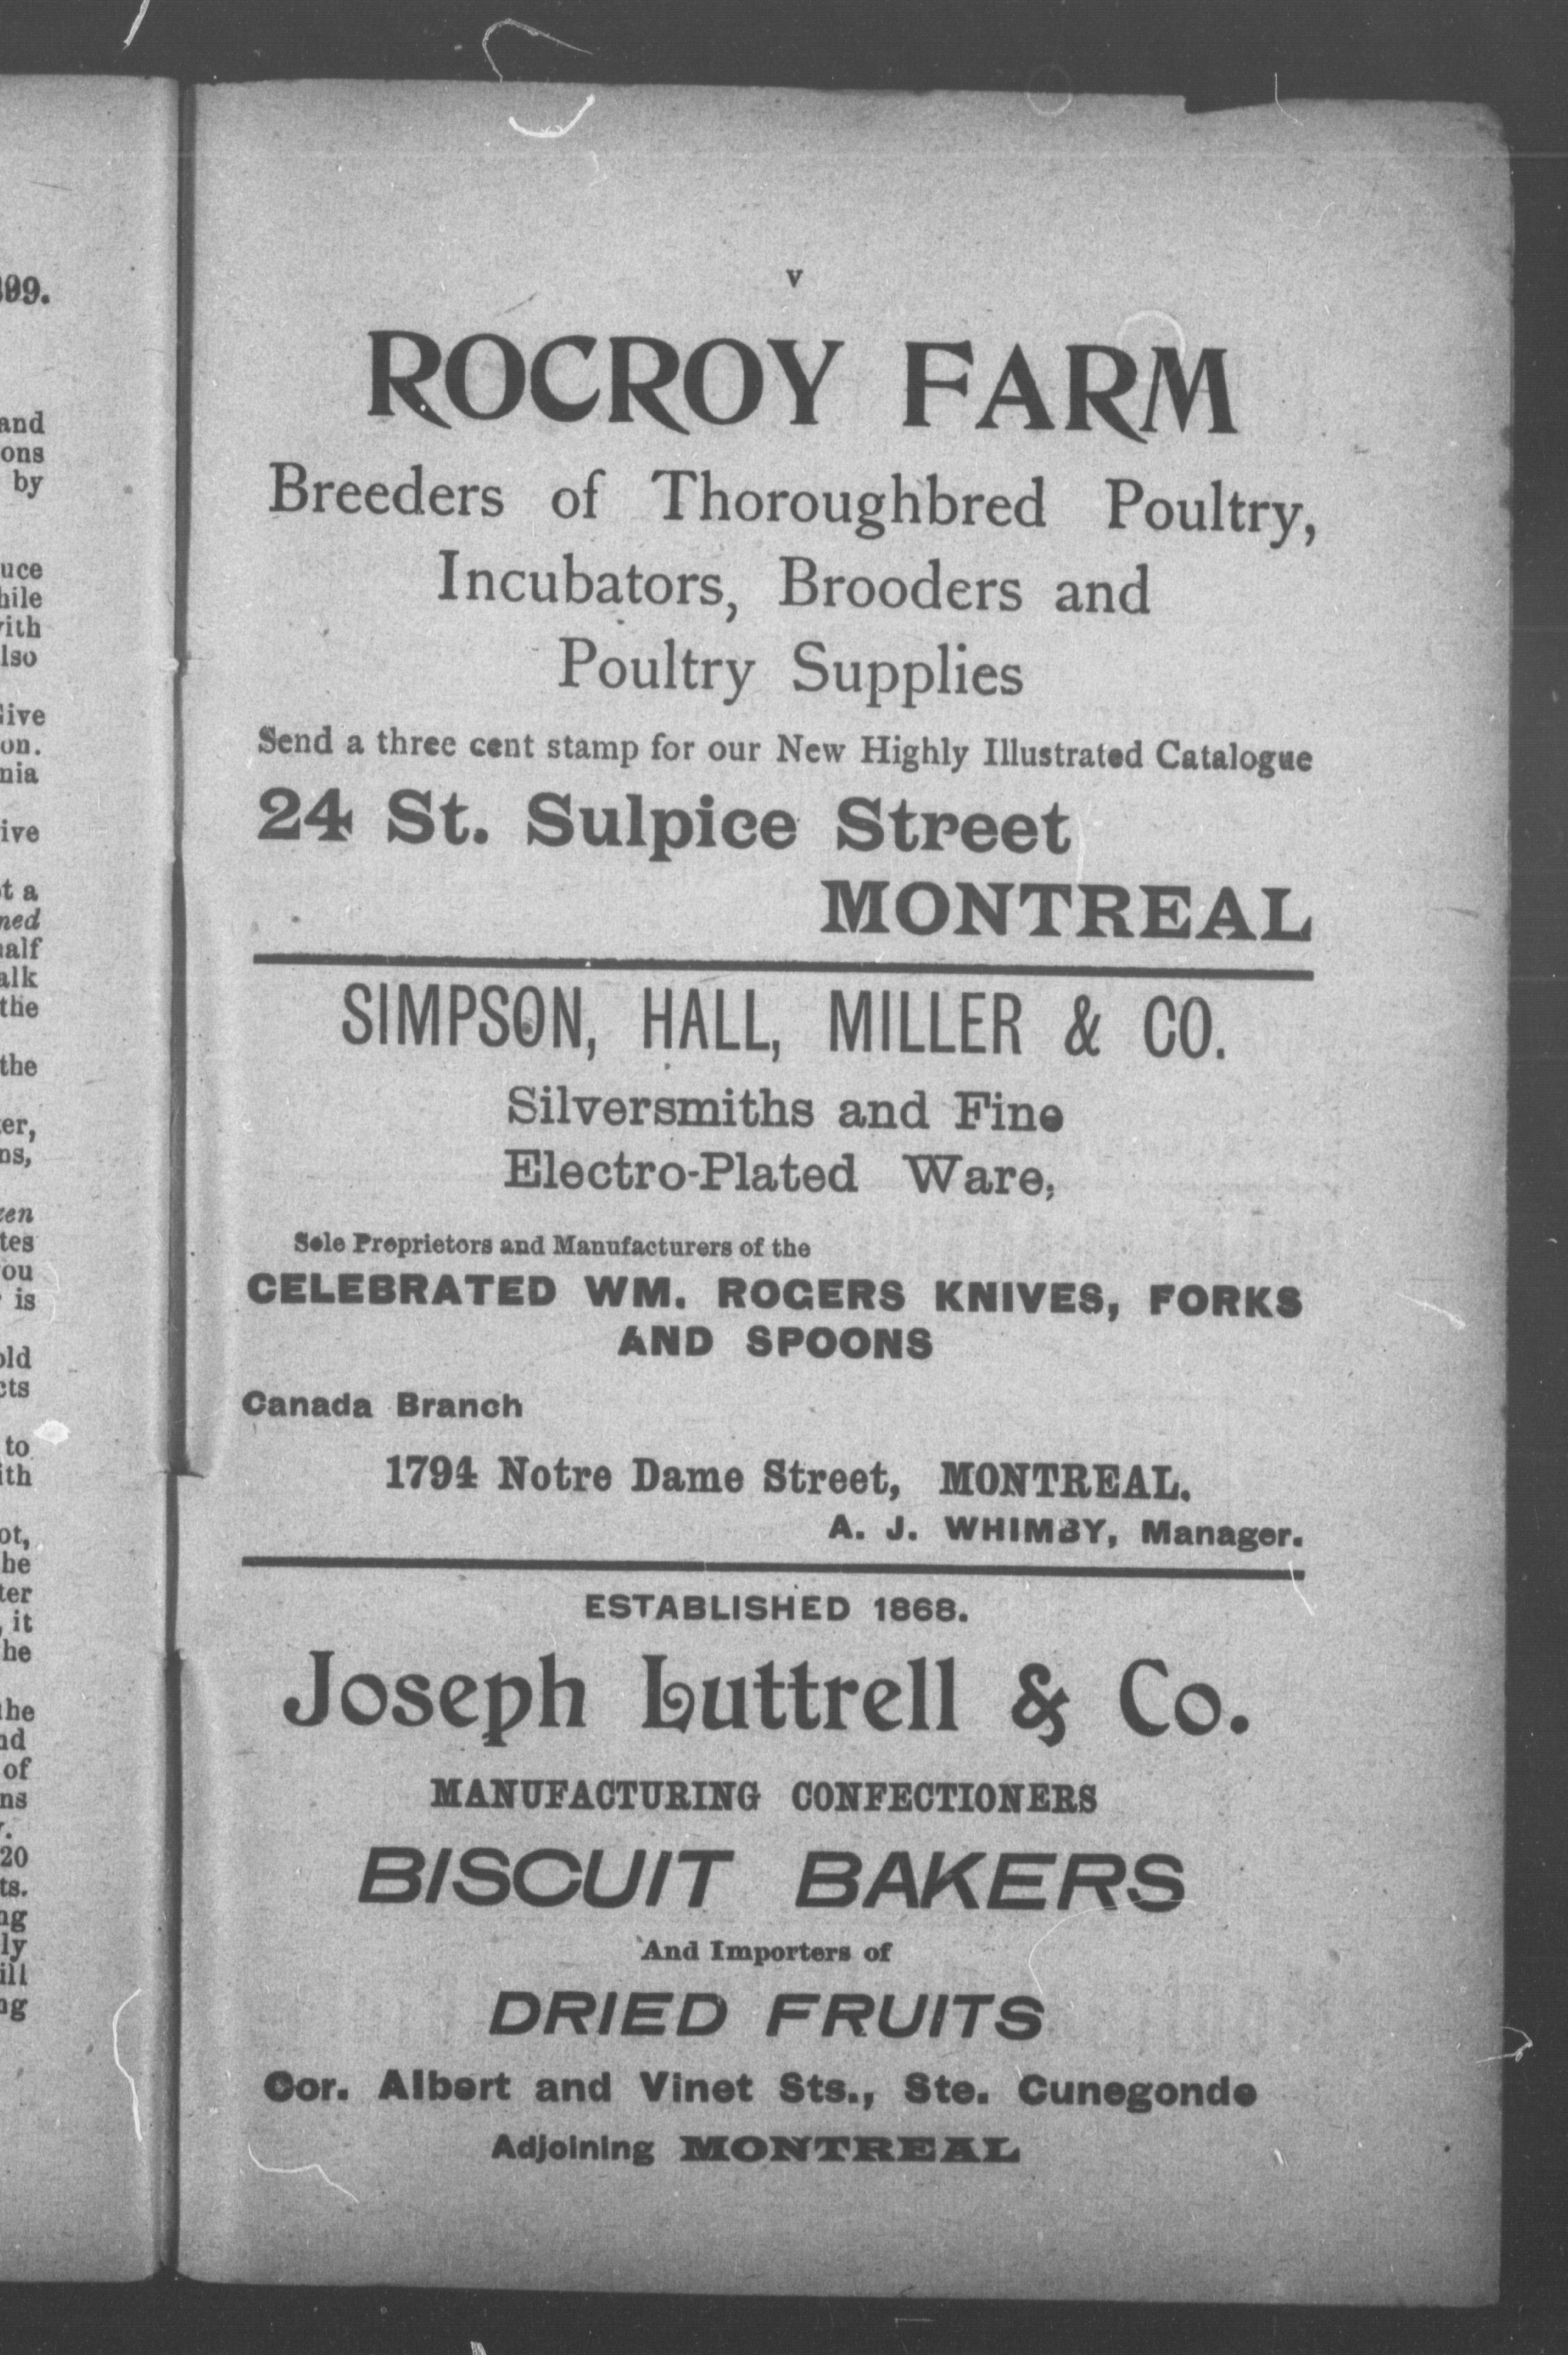 v
ROCROY FARM
Breeders of Thoroughbred Poultry,
Incubators, Brooders and
Poultry Supplies
Send a three cent stamp for our New Highly Illustrated Catalogue
24 St. Sulpice Street
MONTREAL
SIMPSON, HALL, MILLER & CO.
Silversmiths and Fine
Electro-Plated Ware,
Sole Proprietors and Manufacturers of the
CELEBRATED WM. ROGERS KNIVES, FORKS
AND SPOONS
Canada Branch
1794 Notre Dame Street, MONTREAL.
A. J. WHIMBY, Manager.
ESTABLISHED 1868.
Joseph Luttrell & Co.
MANUFACTURING CONFECTIONERS
BISCUIT BAKERS
And Importers of
DRIED FRUITS
Cor. Albert and Vinet Sts., Ste. Cunegonde
Adjoining MONTREAL